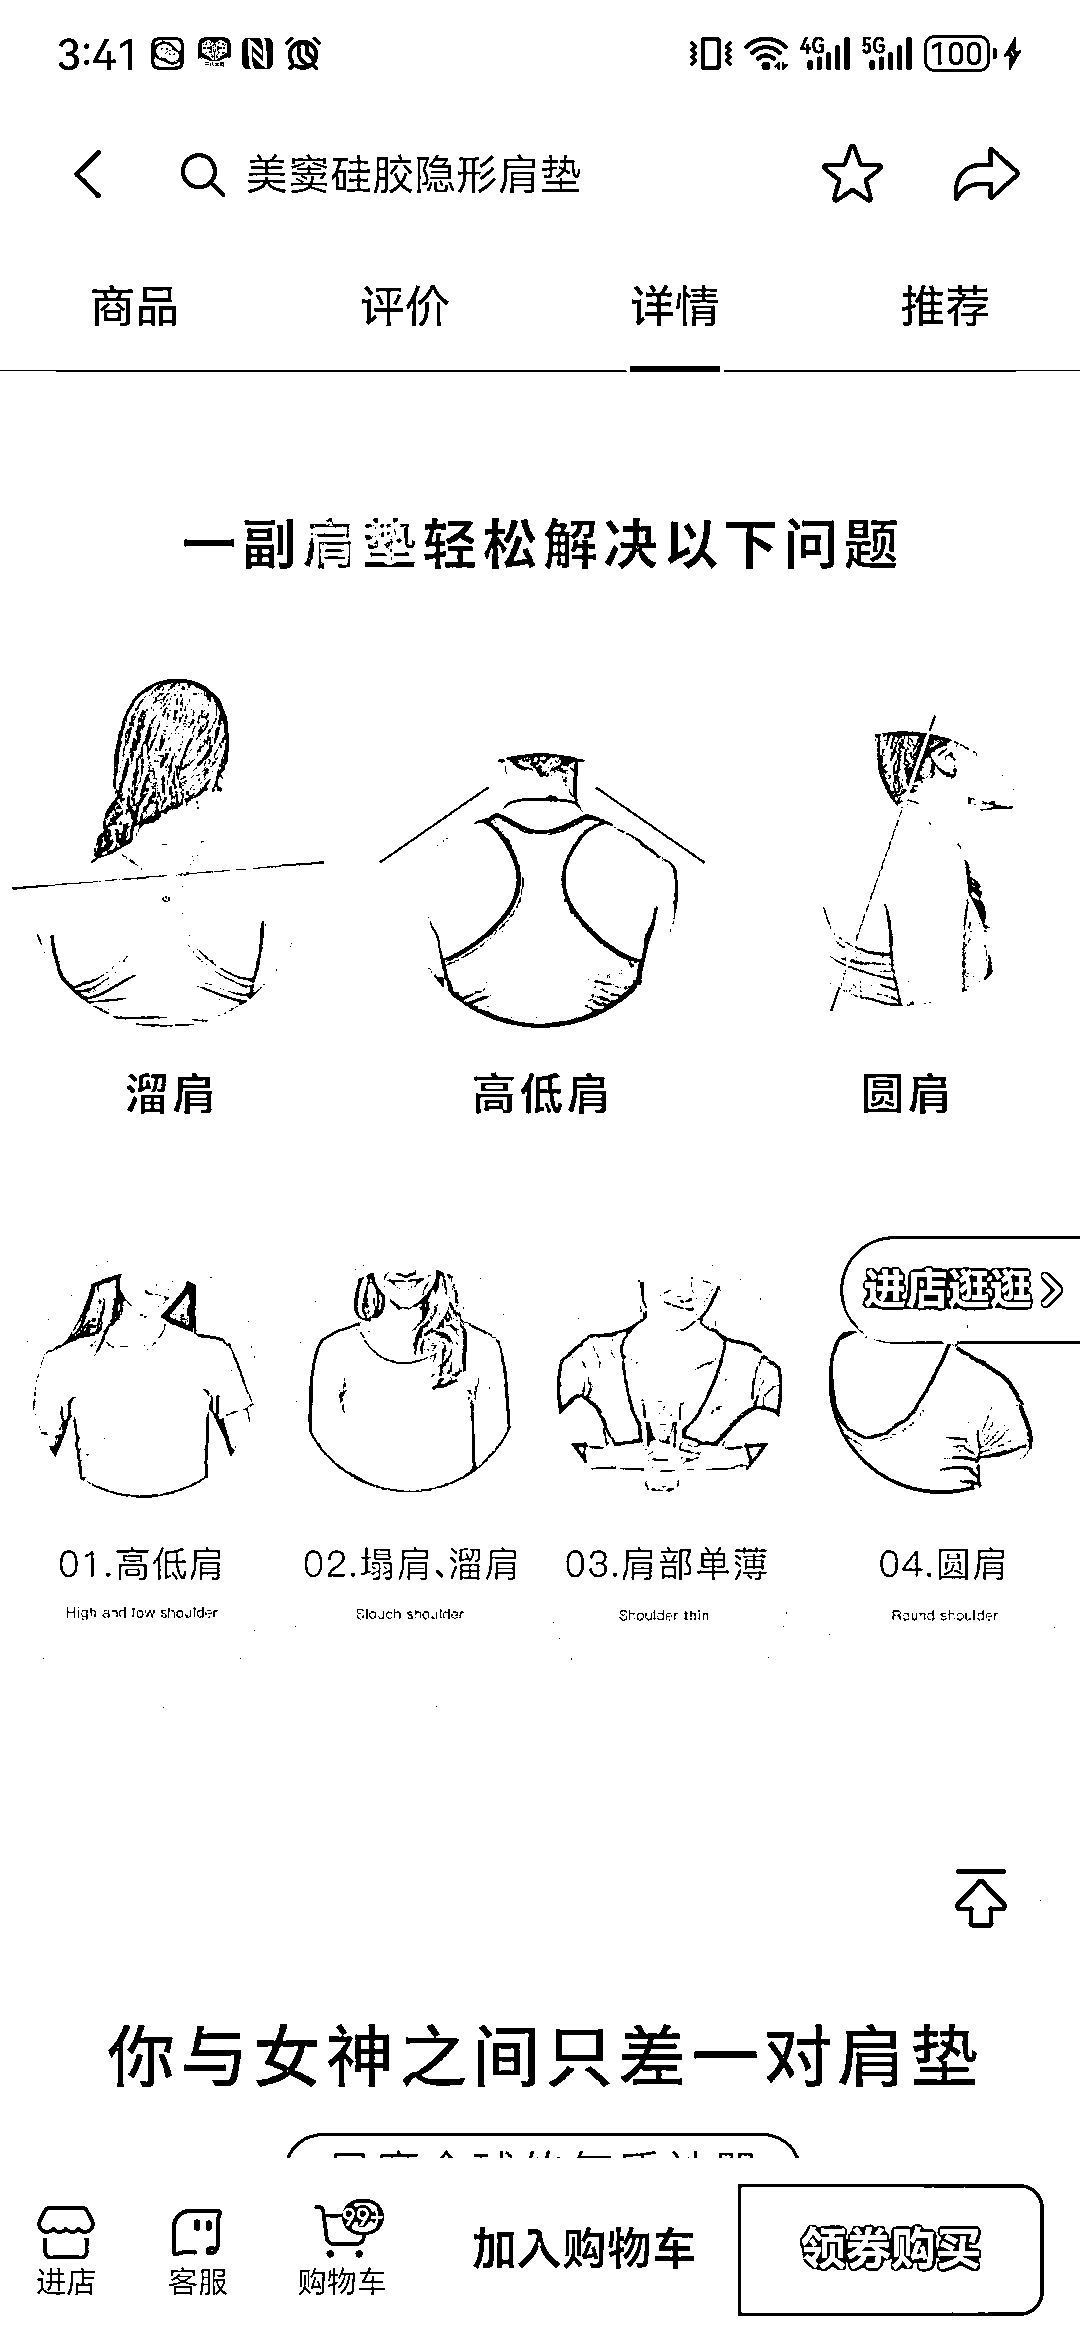 3:41 4G 5G 100
美窦硅胶隐形肩垫
商品 评价 详情 推荐
一副肩垫轻松解决以下问题
溜肩 高低肩 圆肩
进店逛逛
01.高低肩 02.塌肩、溜肩 03.肩部单薄 04.圆肩
High and low shoulder Slouch shoulder Shoulder thin Round shoulder
你与女神之间只差一对肩垫
99+
加入购物车 领券购买
进店 客服 购物车